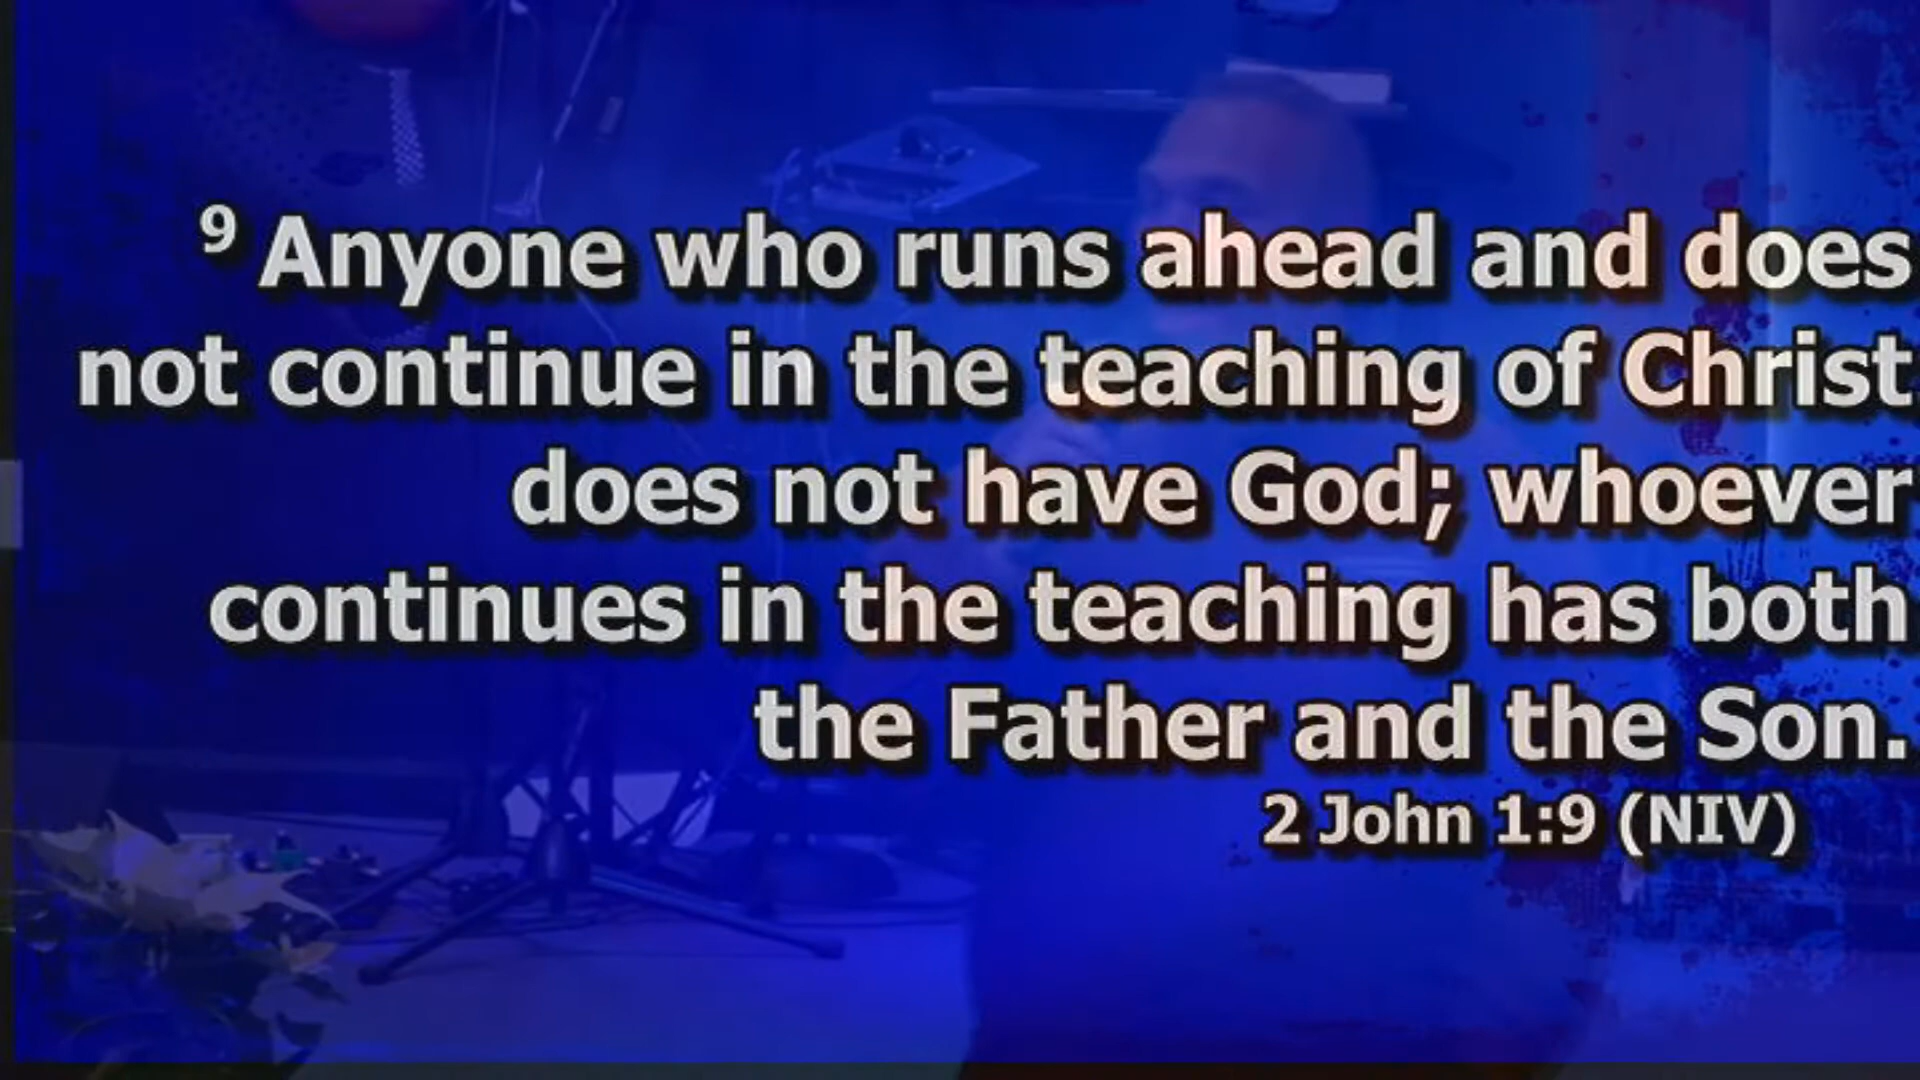 9 Anyone who runs ahead and does
not continue in the teaching of Christ
does not have God; whoever
continues in the teaching has both
the Father and the Son.
2 John 1:9 (NIV)